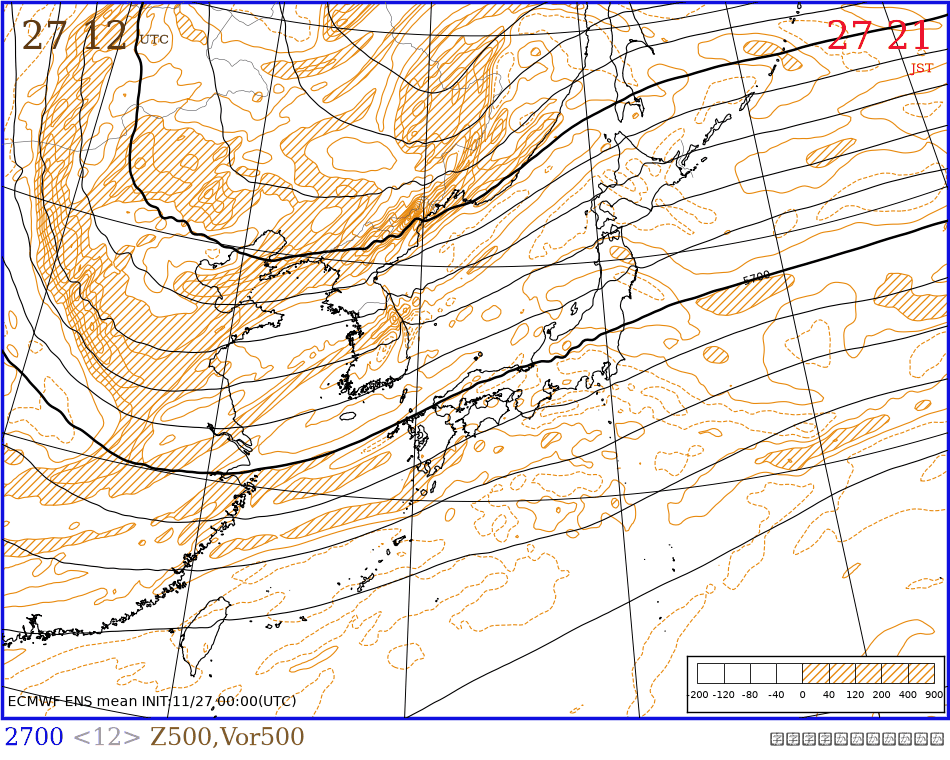 27 12 UTC
27 21
JST
5700
ECMWF ENS mean INIT:11/27 00:00(UTC)
-200 -120 -80 -40 0 40 120 200 400 900
2700 <12> Z500,Vor500